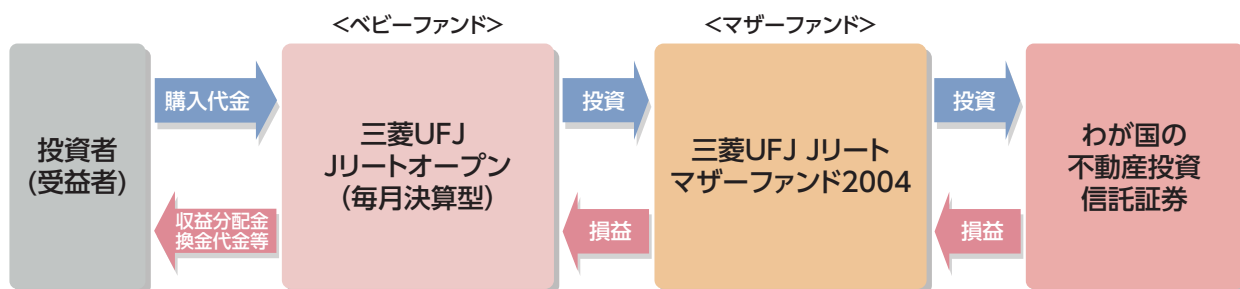 <ベビーファンド>
<マザーファンド>
投資者
(受益者)
購入代金
収益分配金
換金代金等
三菱UFJ
Jリートオープン
(毎月決算型)
投資
損益
三菱UFJ Jリート
マザーファンド2004
投資
損益
わが国の
不動産投資
信託証券